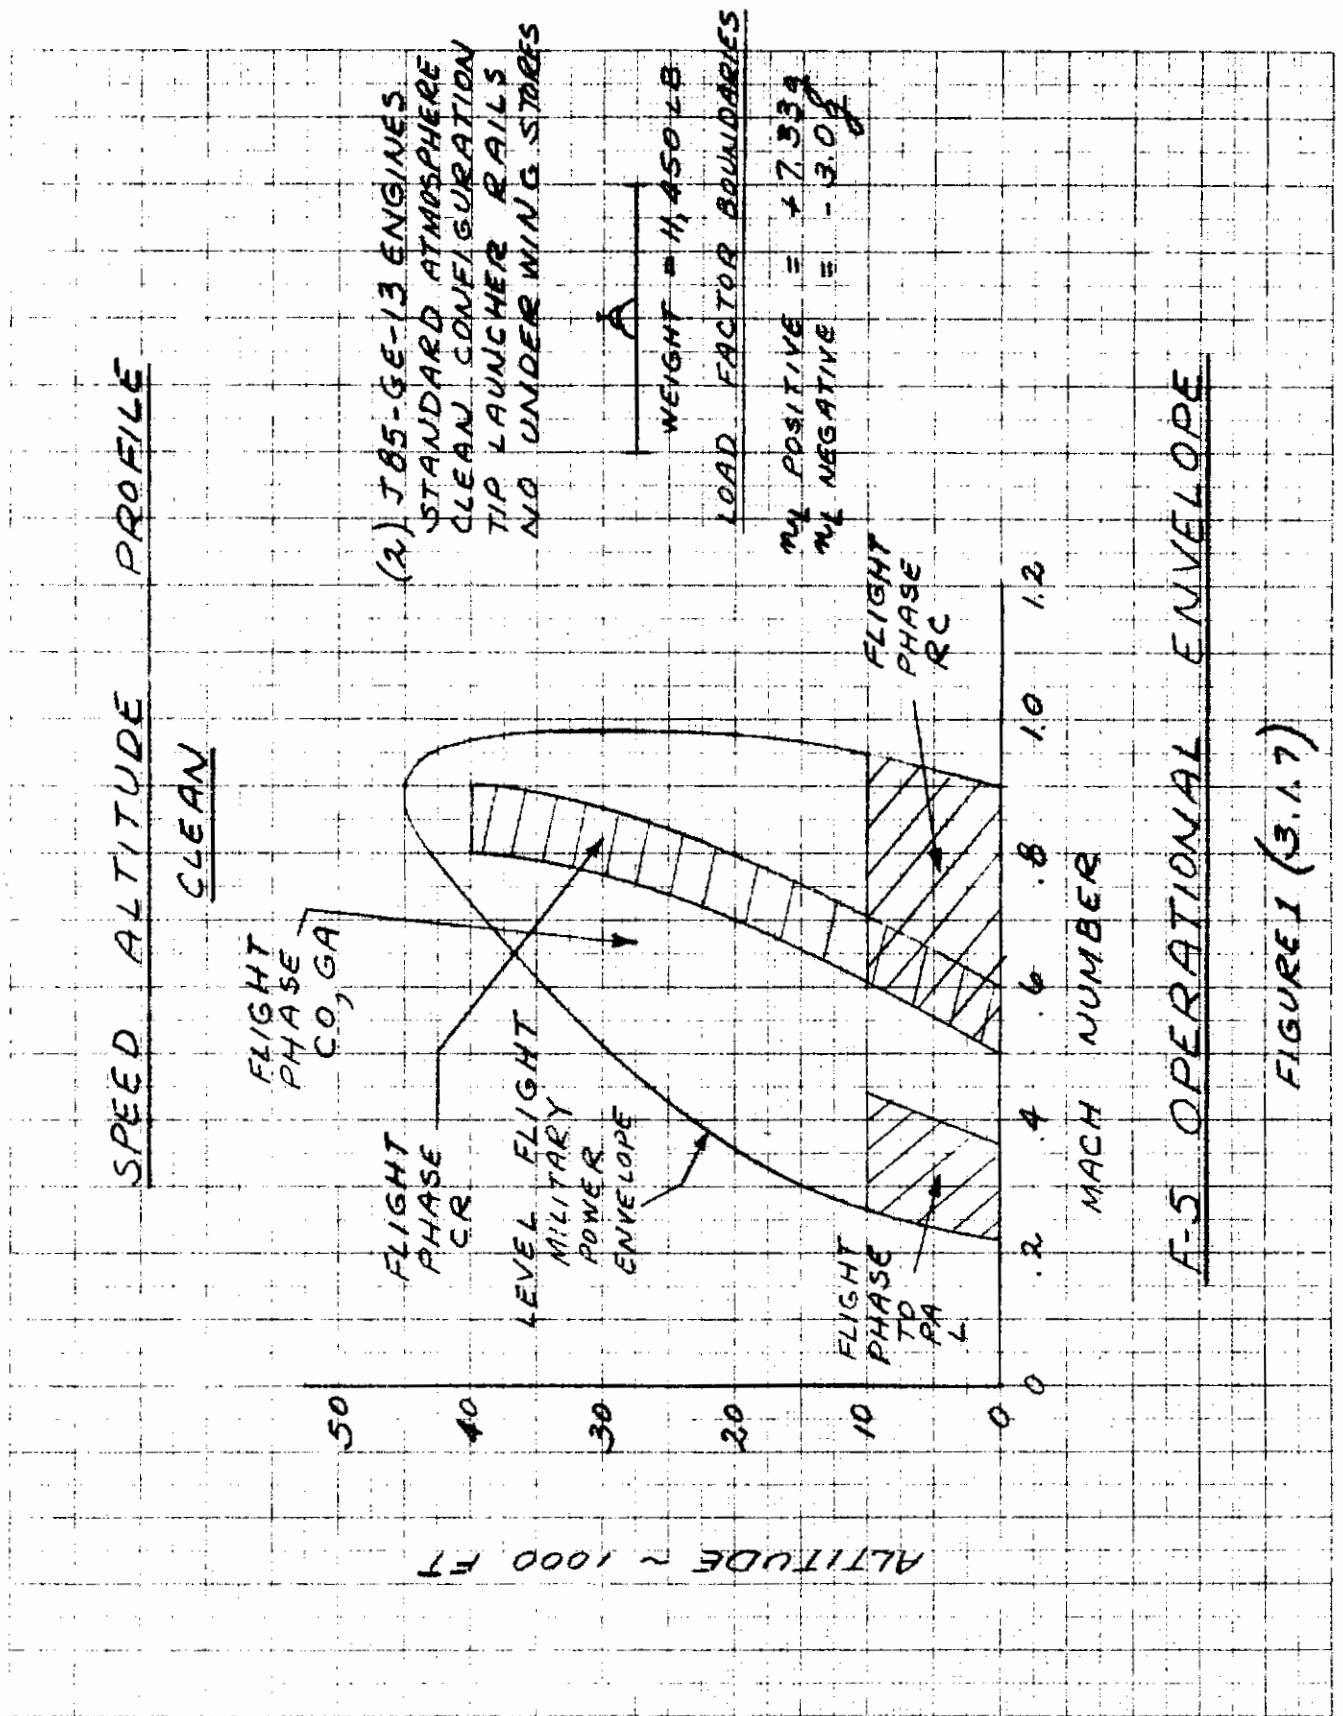 SPEED ALTITUDE PROFILE
CLEAN
(2) J85-GE-13 ENGINES
STANDARD ATMOSPHERE
CLEAN CONFIGURATION
TIP LAUNCHER RAILS
NO UNDERWING STORES
WEIGHT = 11,450 LB
LOAD FACTOR BOUNDARIES
nL POSITIVE = +7.33g
nL NEGATIVE = -3.0g
FLIGHT
PHASE
CO, GA
FLIGHT
PHASE
CR
LEVEL FLIGHT
MILITARY
POWER
ENVELOPE
FLIGHT
PHASE
TO
PA
L
FLIGHT
PHASE
RC
ALTITUDE ~ 1000 FT
50
40
30
20
10
0
0 .2 .4 .6 .8 1.0 1.2
MACH NUMBER
F-5 OPERATIONAL ENVELOPE
FIGURE 1 (3.1.7)